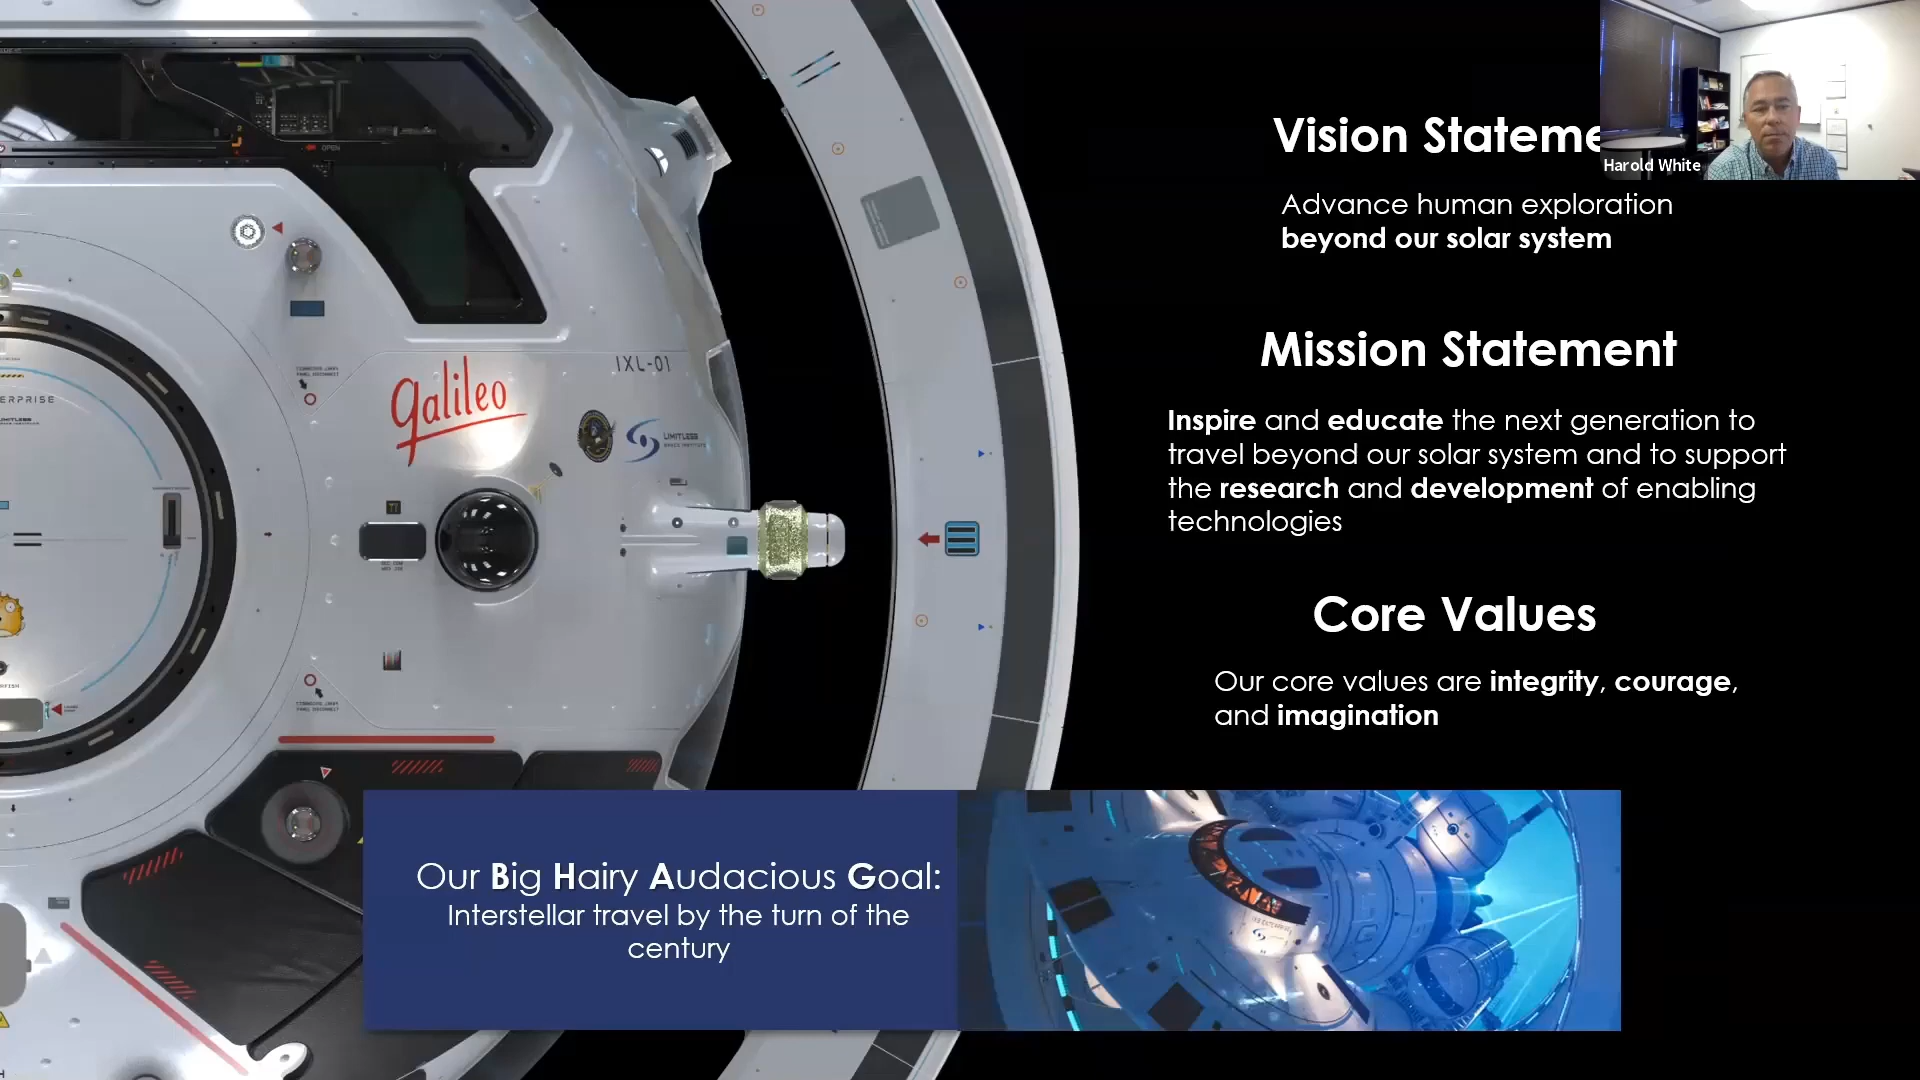 Vision Stateme
Harold White
Advance human exploration
beyond our solar system
Mission Statement
Inspire and educate the next generation to
travel beyond our solar system and to support
the research and development of enabling
technologies
Core Values
Our core values are integrity, courage,
and imagination
Our Big Hairy Audacious Goal:
Interstellar travel by the turn of the
century
OPEN
galileo
IXL-01
LIMITLESS
SPACE INSTITUTE
ERPRISE